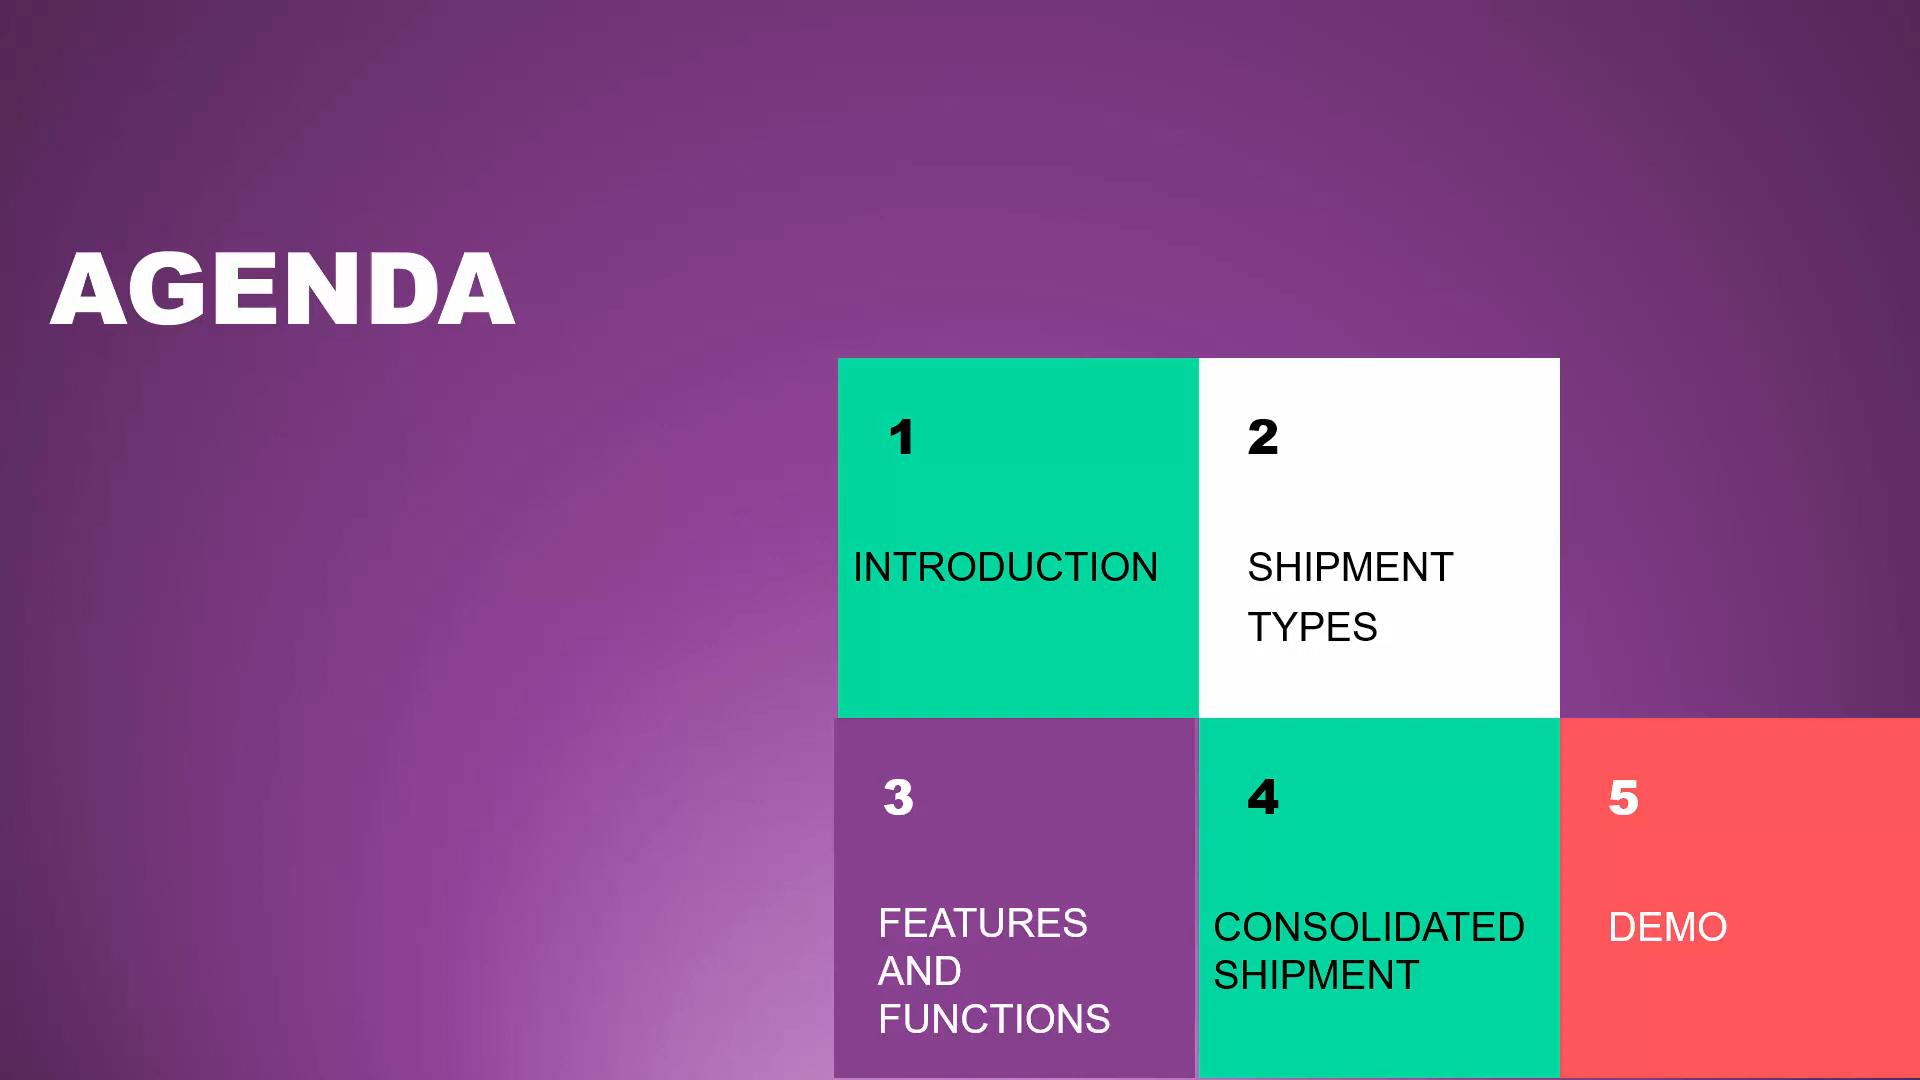 AGENDA
1
INTRODUCTION
2
SHIPMENT
TYPES
3
FEATURES
AND
FUNCTIONS
4
CONSOLIDATED
SHIPMENT
5
DEMO